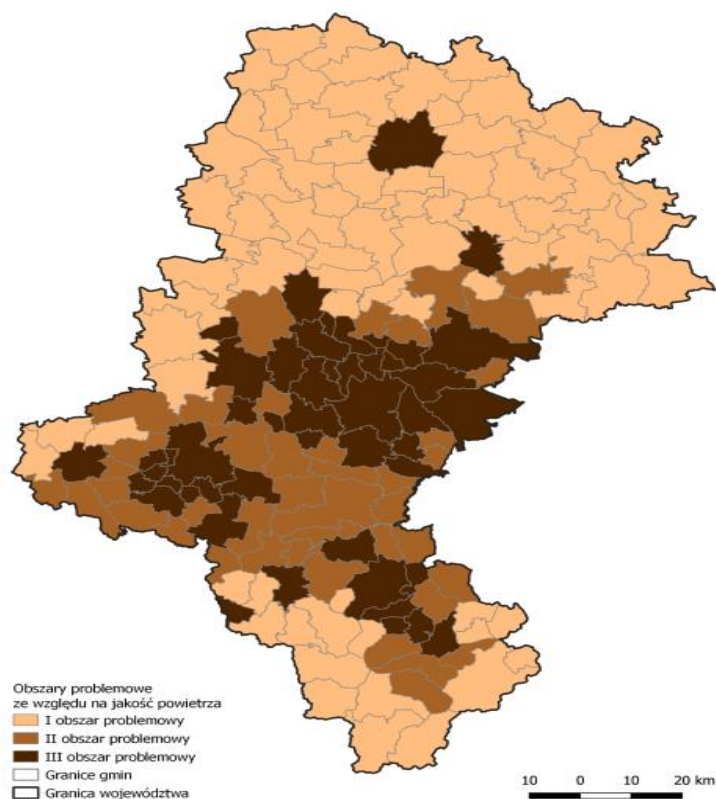 Obszary problemowe
ze względu na jakość powietrza
I obszar problemowy
II obszar problemowy
III obszar problemowy
Granice gmin
Granica województwa
10 0 10 20 km